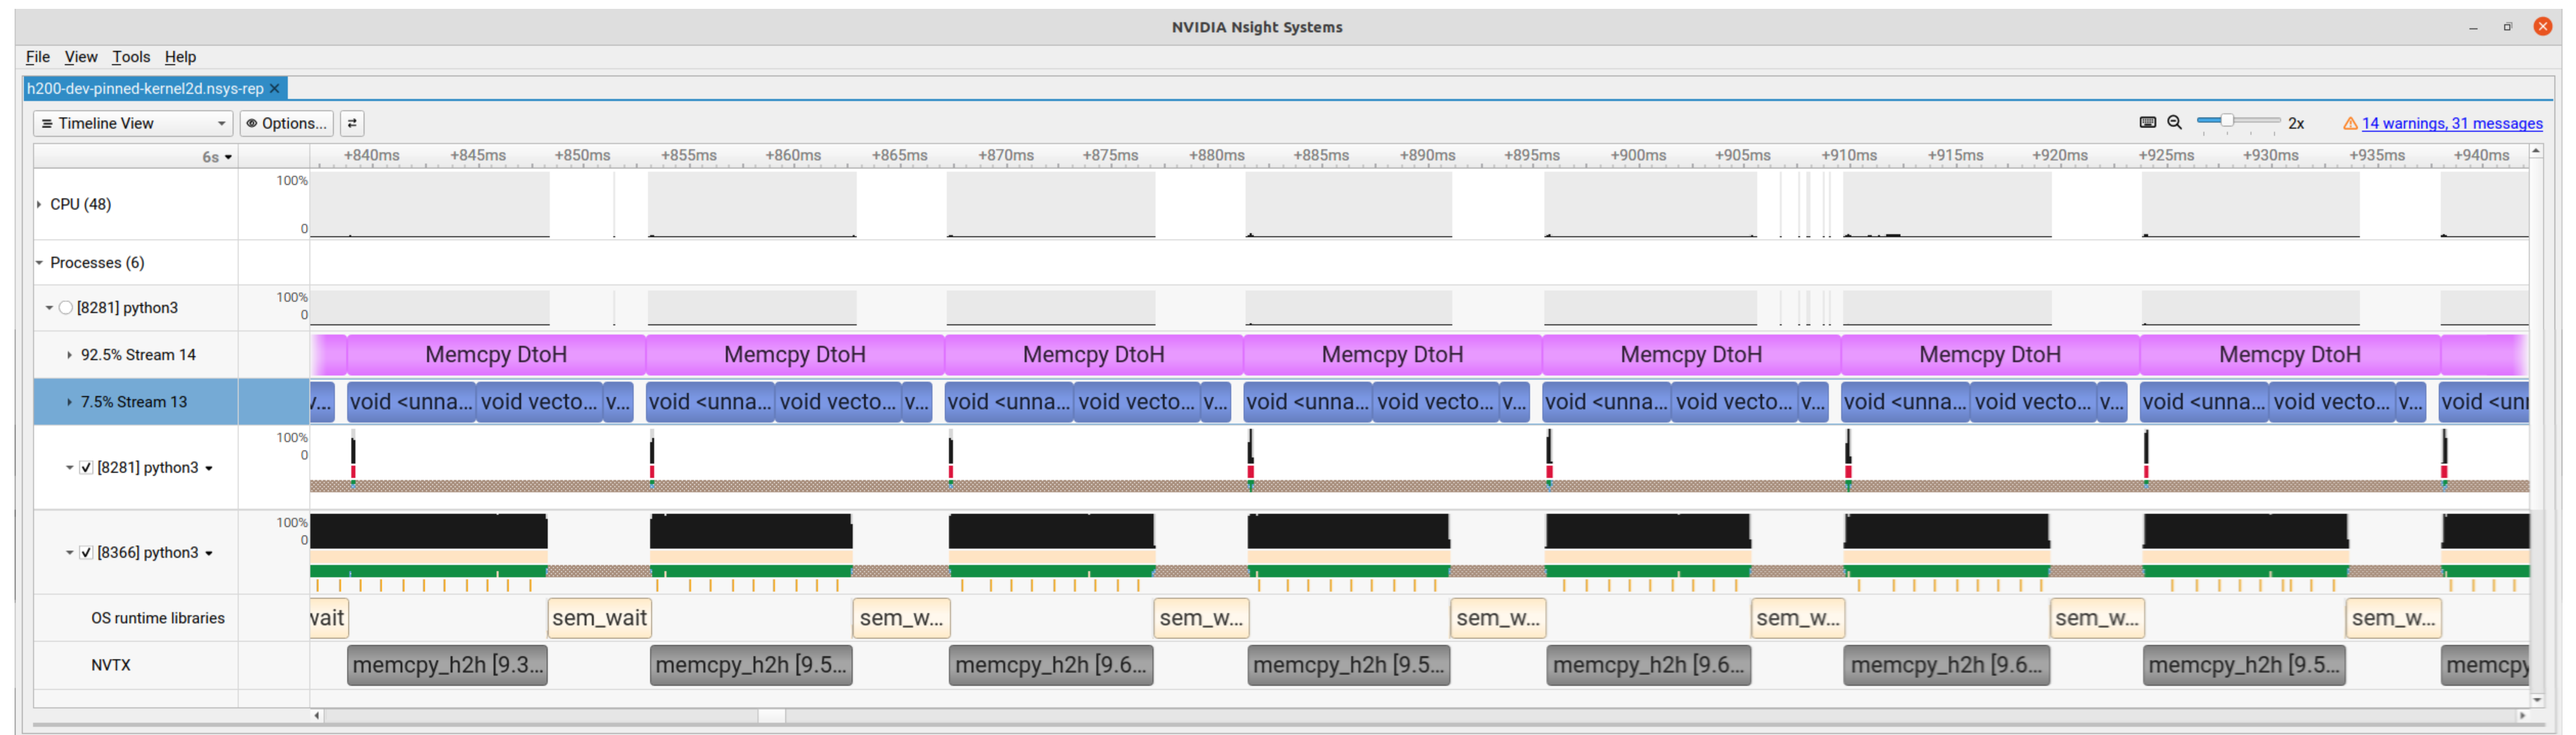 NVIDIA Nsight Systems
File View Tools Help
h200-dev-pinned-kernel2d.nsys-rep
Timeline View Options... 2x 14 warnings, 31 messages
6s +840ms +845ms +850ms +855ms +860ms +865ms +870ms +875ms +880ms +885ms +890ms +895ms +900ms +905ms +910ms +915ms +920ms +925ms +930ms +935ms +940ms
100%
CPU (48)
0
Processes (6)
100%
[8281] python3
0
92.5% Stream 14 Memcpy DtoH Memcpy DtoH Memcpy DtoH Memcpy DtoH Memcpy DtoH Memcpy DtoH Memcpy DtoH
7.5% Stream 13 v... void <unna... void vecto... v... void <unna... void vecto... v... void <unna... void vecto... v... void <unna... void vecto... v... void <unna... void vecto... v... void <unna... void vecto... v... void <unna... void vecto... v... void <un
100%
0
[8281] python3
100%
0
[8366] python3
OS runtime libraries wait sem_wait sem_w... sem_w... sem_w... sem_w... sem_w... sem_w...
NVTX memcpy_h2h [9.3... memcpy_h2h [9.5... memcpy_h2h [9.6... memcpy_h2h [9.5... memcpy_h2h [9.6... memcpy_h2h [9.6... memcpy_h2h [9.5... memcpy